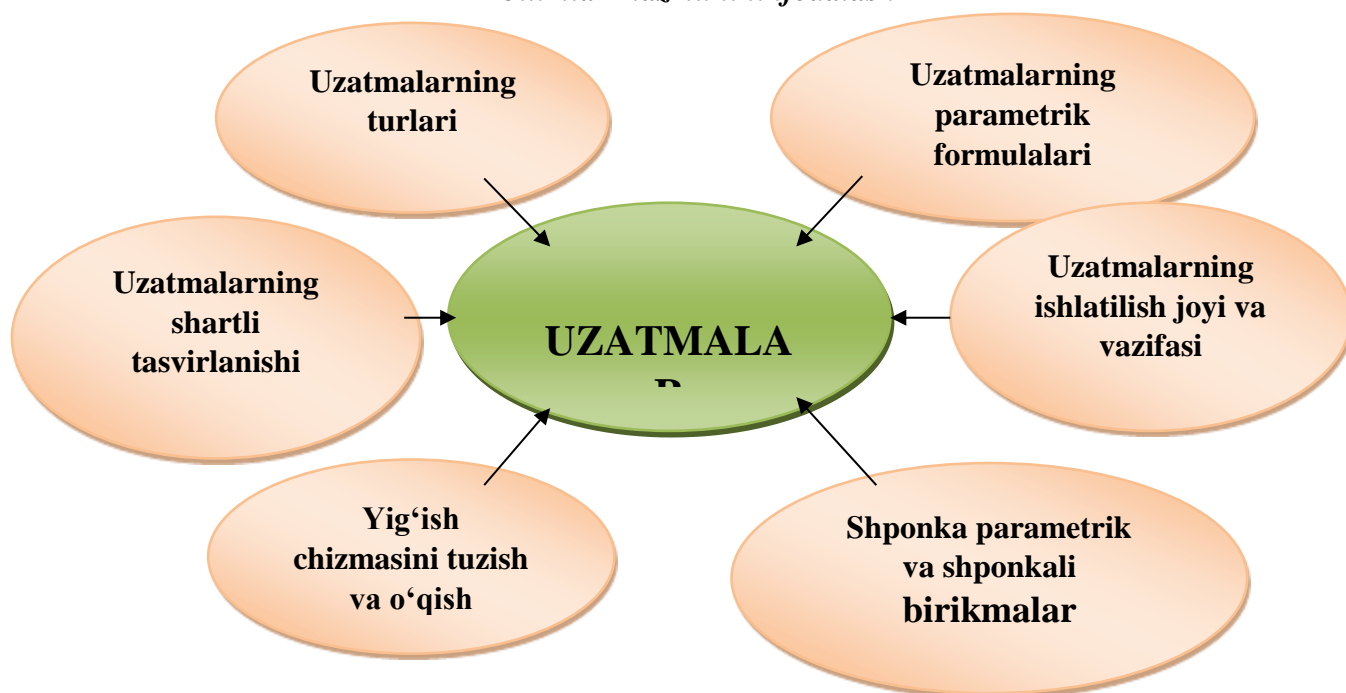 Uzatmalarning
turlari
Uzatmalarning
parametrik
formulalari
Uzatmalarning
shartli
tasvirlanishi
UZATMALA
Uzatmalarning
ishlatilish joyi va
vazifasi
Yig‘ish
chizmasini tuzish
va o‘qish
Shponka parametrik
va shponkali
birikmalar